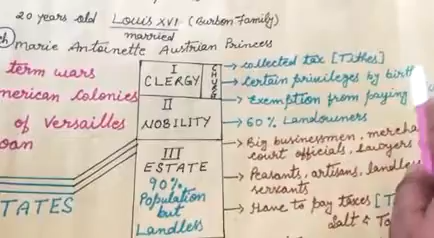 20 years old Louis XVI (Burbon Family)
married
Marie Antoinette Austrian Princess
term wars
merican Colonies
of Versailles
oan
TATES
I
CLERGY
CHURCH
II
NOBILITY
III
ESTATE
90%
Population
but
Landless
→ collected tax [Tithes]
→ Certain privileges by birth
→ Exemption from paying
→ 60% Landowners
→ Big businessmen, mercha
court officials, lawyers
→ Peasants, artisans, landless
servants
→ Have to pay taxes [T
Salt & To